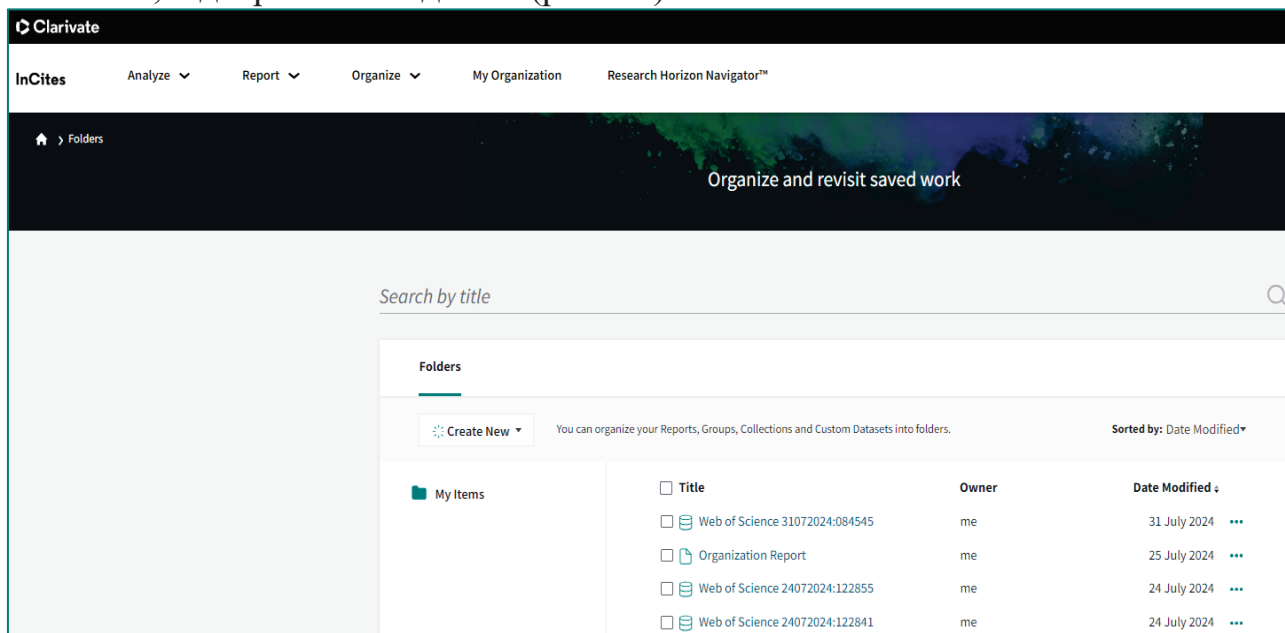 Clarivate
InCites Analyze Report Organize My Organization Research Horizon Navigator™
Folders
Organize and revisit saved work
Search by title
Folders
Create New You can organize your Reports, Groups, Collections and Custom Datasets into folders. Sorted by: Date Modified
My Items Title Owner Date Modified
Web of Science 31072024:084545 me 31 July 2024 •••
Organization Report me 25 July 2024 •••
Web of Science 24072024:122855 me 24 July 2024 •••
Web of Science 24072024:122841 me 24 July 2024 •••